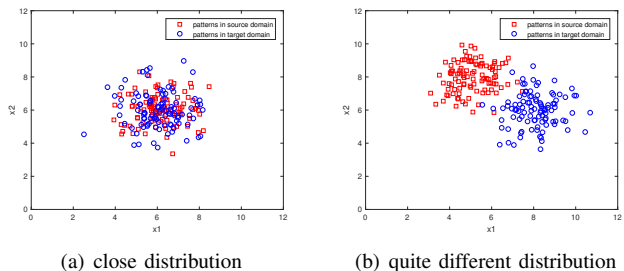 12
10
8
6
4
2
0
x2
patterns in source domain
patterns in target domain
0 2 4 6 8 10 12
x1
(a) close distribution
12
10
8
6
4
2
0
x2
patterns in source domain
patterns in target domain
0 2 4 6 8 10 12
x1
(b) quite different distribution